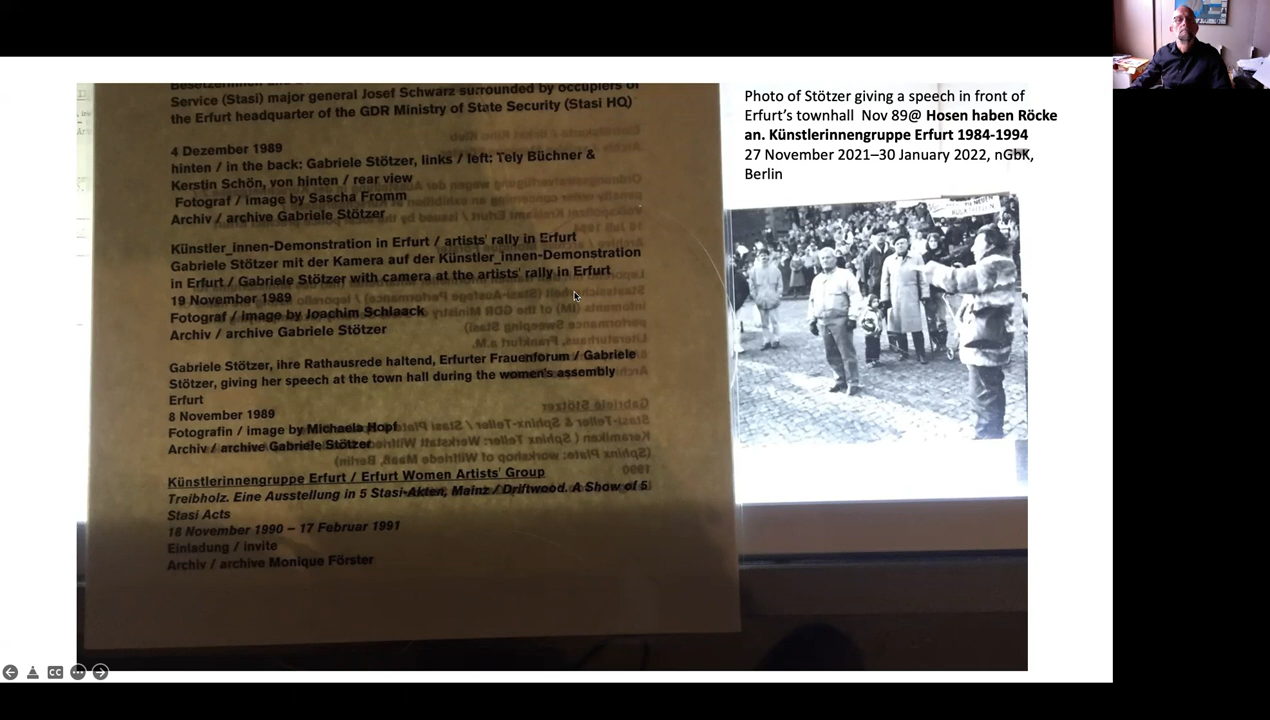 Service (Stasi) major general Josef Schwarz surrounded by occupiers of
the Erfurt headquarter of the GDR Ministry of State Security (Stasi HQ)
4 Dezember 1989
hinten / in the back: Gabriele Stötzer, links / left: Tely Büchner &
Kerstin Schön, von hinten / rear view
Fotograf / image by Sascha Fromm
Archiv / archive Gabriele Stötzer
Künstler_innen-Demonstration in Erfurt / artists' rally in Erfurt
Gabriele Stötzer mit der Kamera auf der Künstler_innen-Demonstration
in Erfurt / Gabriele Stötzer with camera at the artists' rally in Erfurt
19 November 1989
Fotograf / image by Joachim Schlaack
Archiv / archive Gabriele Stötzer
Gabriele Stötzer, ihre Rathausrede haltend, Erfurter Frauenforum / Gabriele
Stötzer, giving her speech at the town hall during the women's assembly
Erfurt
8 November 1989
Fotografin / image by Michaela Hopf
Archiv / archive Gabriele Stötzer
Künstlerinnengruppe Erfurt / Erfurt Women Artists' Group
Treibholz. Eine Ausstellung in 5 Stasi-Akten, Mainz / Driftwood. A Show of 5
Stasi Acts
18 November 1990 – 17 Februar 1991
Einladung / invite
Archiv / archive Monique Förster
Photo of Stötzer giving a speech in front of
Erfurt's townhall Nov 89@ Hosen haben Röcke
an. Künstlerinnengruppe Erfurt 1984-1994
27 November 2021–30 January 2022, nGbK,
Berlin
CC